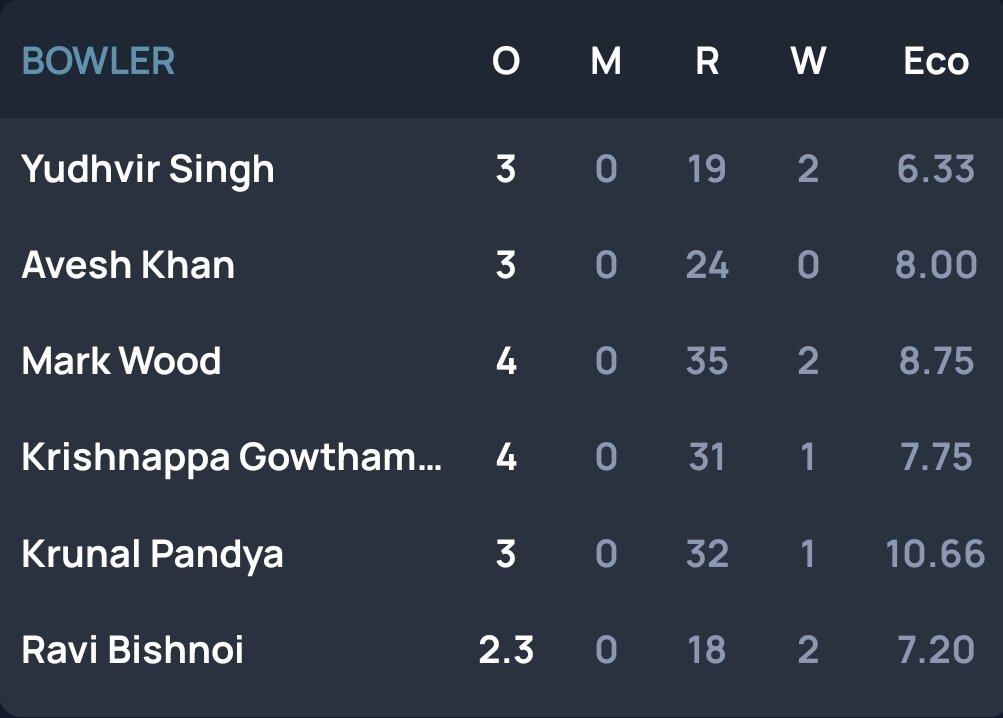 BOWLER O M R W Eco
Yudhvir Singh 3 0 19 2 6.33
Avesh Khan 3 0 24 0 8.00
Mark Wood 4 0 35 2 8.75
Krishnappa Gowtham... 4 0 31 1 7.75
Krunal Pandya 3 0 32 1 10.66
Ravi Bishnoi 2.3 0 18 2 7.20